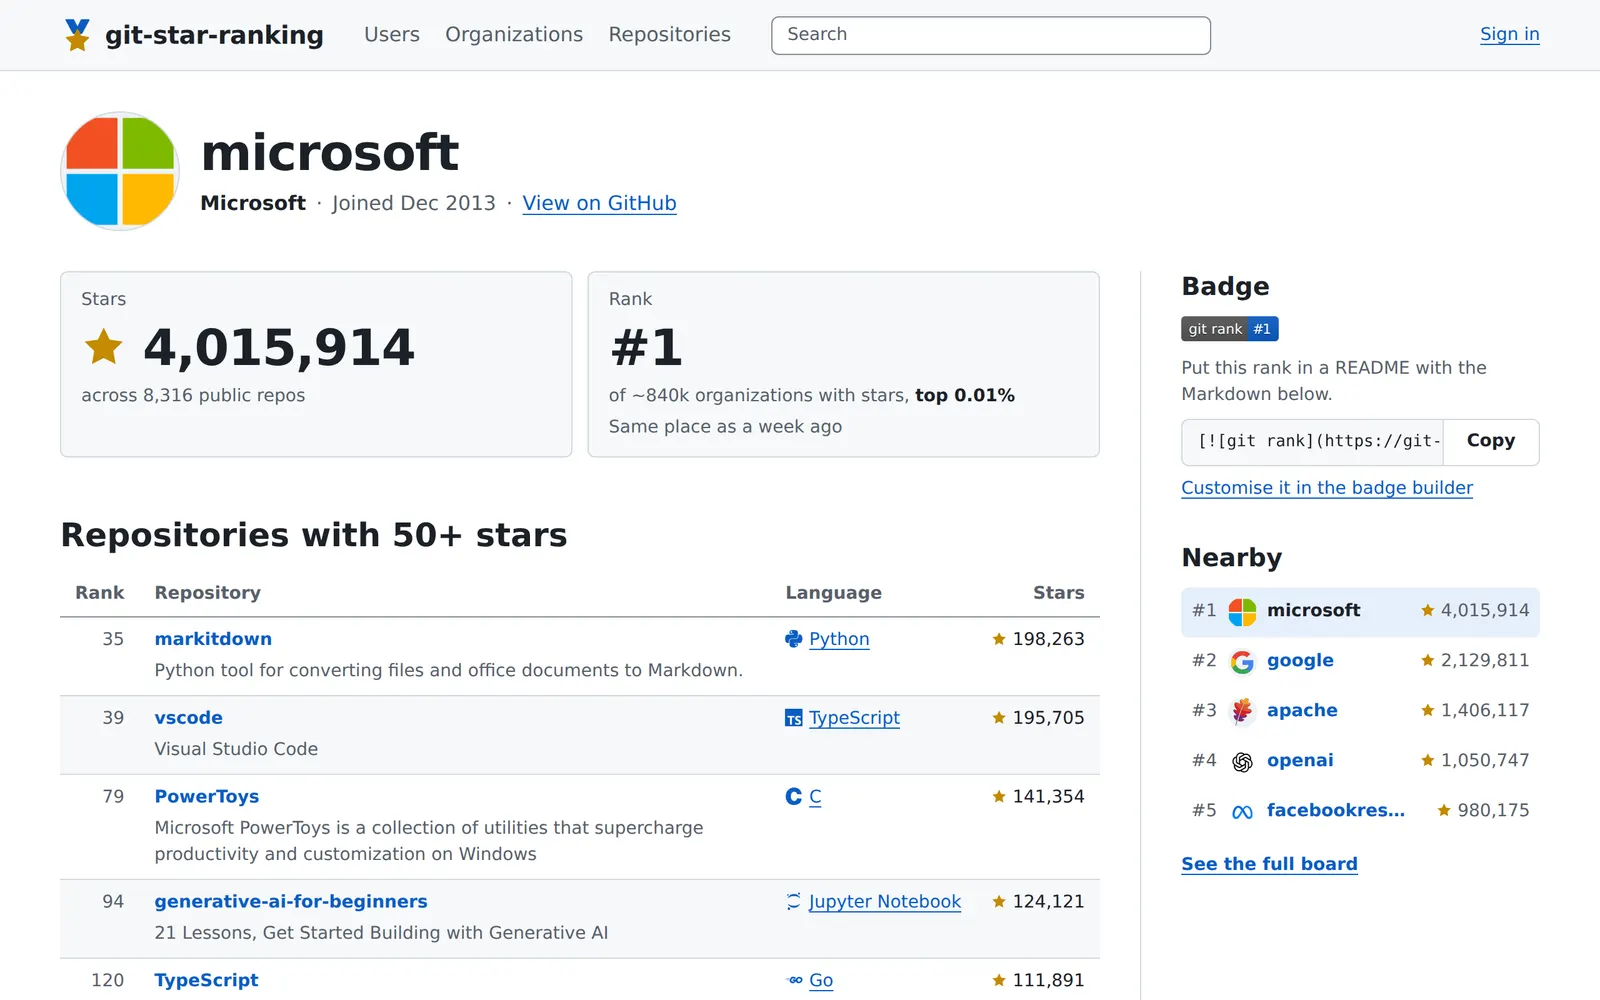 git-star-ranking Users Organizations Repositories Search Sign in
microsoft
Microsoft · Joined Dec 2013 · View on GitHub
Stars
4,015,914
across 8,316 public repos
Rank
#1
of ~840k organizations with stars, top 0.01%
Same place as a week ago
Repositories with 50+ stars
Rank Repository Language Stars
35 markitdown Python 198,263
Python tool for converting files and office documents to Markdown.
39 vscode TS TypeScript 195,705
Visual Studio Code
79 PowerToys C C 141,354
Microsoft PowerToys is a collection of utilities that supercharge
productivity and customization on Windows
94 generative-ai-for-beginners Jupyter Notebook 124,121
21 Lessons, Get Started Building with Generative AI
120 TypeScript GO Go 111,891
Badge
git rank #1
Put this rank in a README with the
Markdown below.
[![git rank](https://git- Copy
Customise it in the badge builder
Nearby
#1 microsoft 4,015,914
#2 google 2,129,811
#3 apache 1,406,117
#4 openai 1,050,747
#5 facebookres... 980,175
See the full board